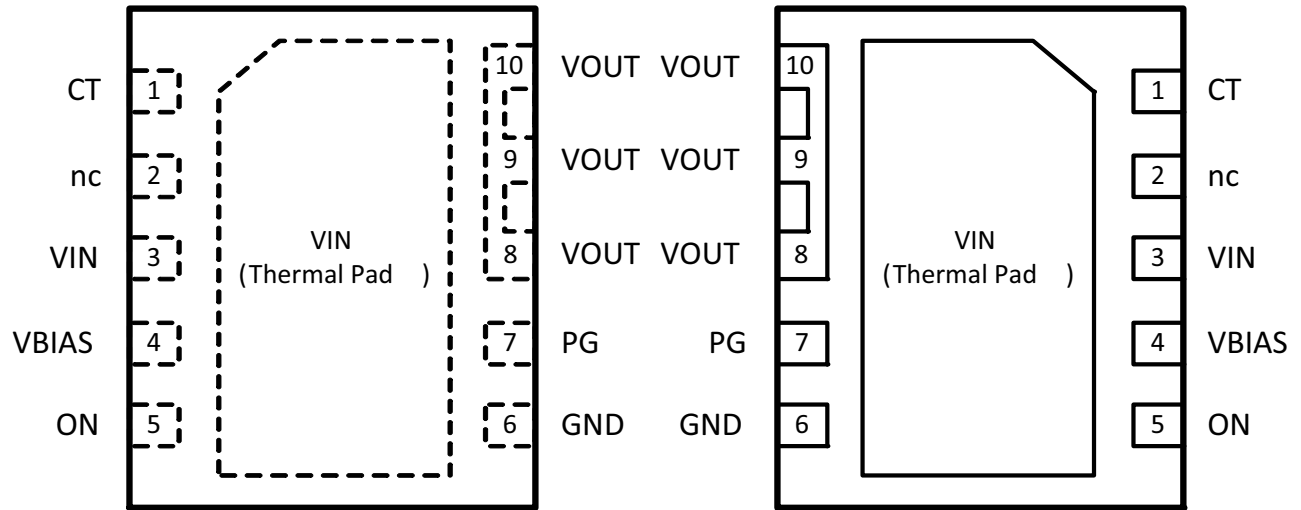 10 VOUT VOUT 10
CT 1 1 CT
9 VOUT VOUT 9
nc 2 2 nc
VIN VIN
(Thermal Pad ) (Thermal Pad )
VIN 3 8 VOUT VOUT 8 3 VIN
VBIAS 4 7 PG PG 7 4 VBIAS
ON 5 6 GND GND 6 5 ON